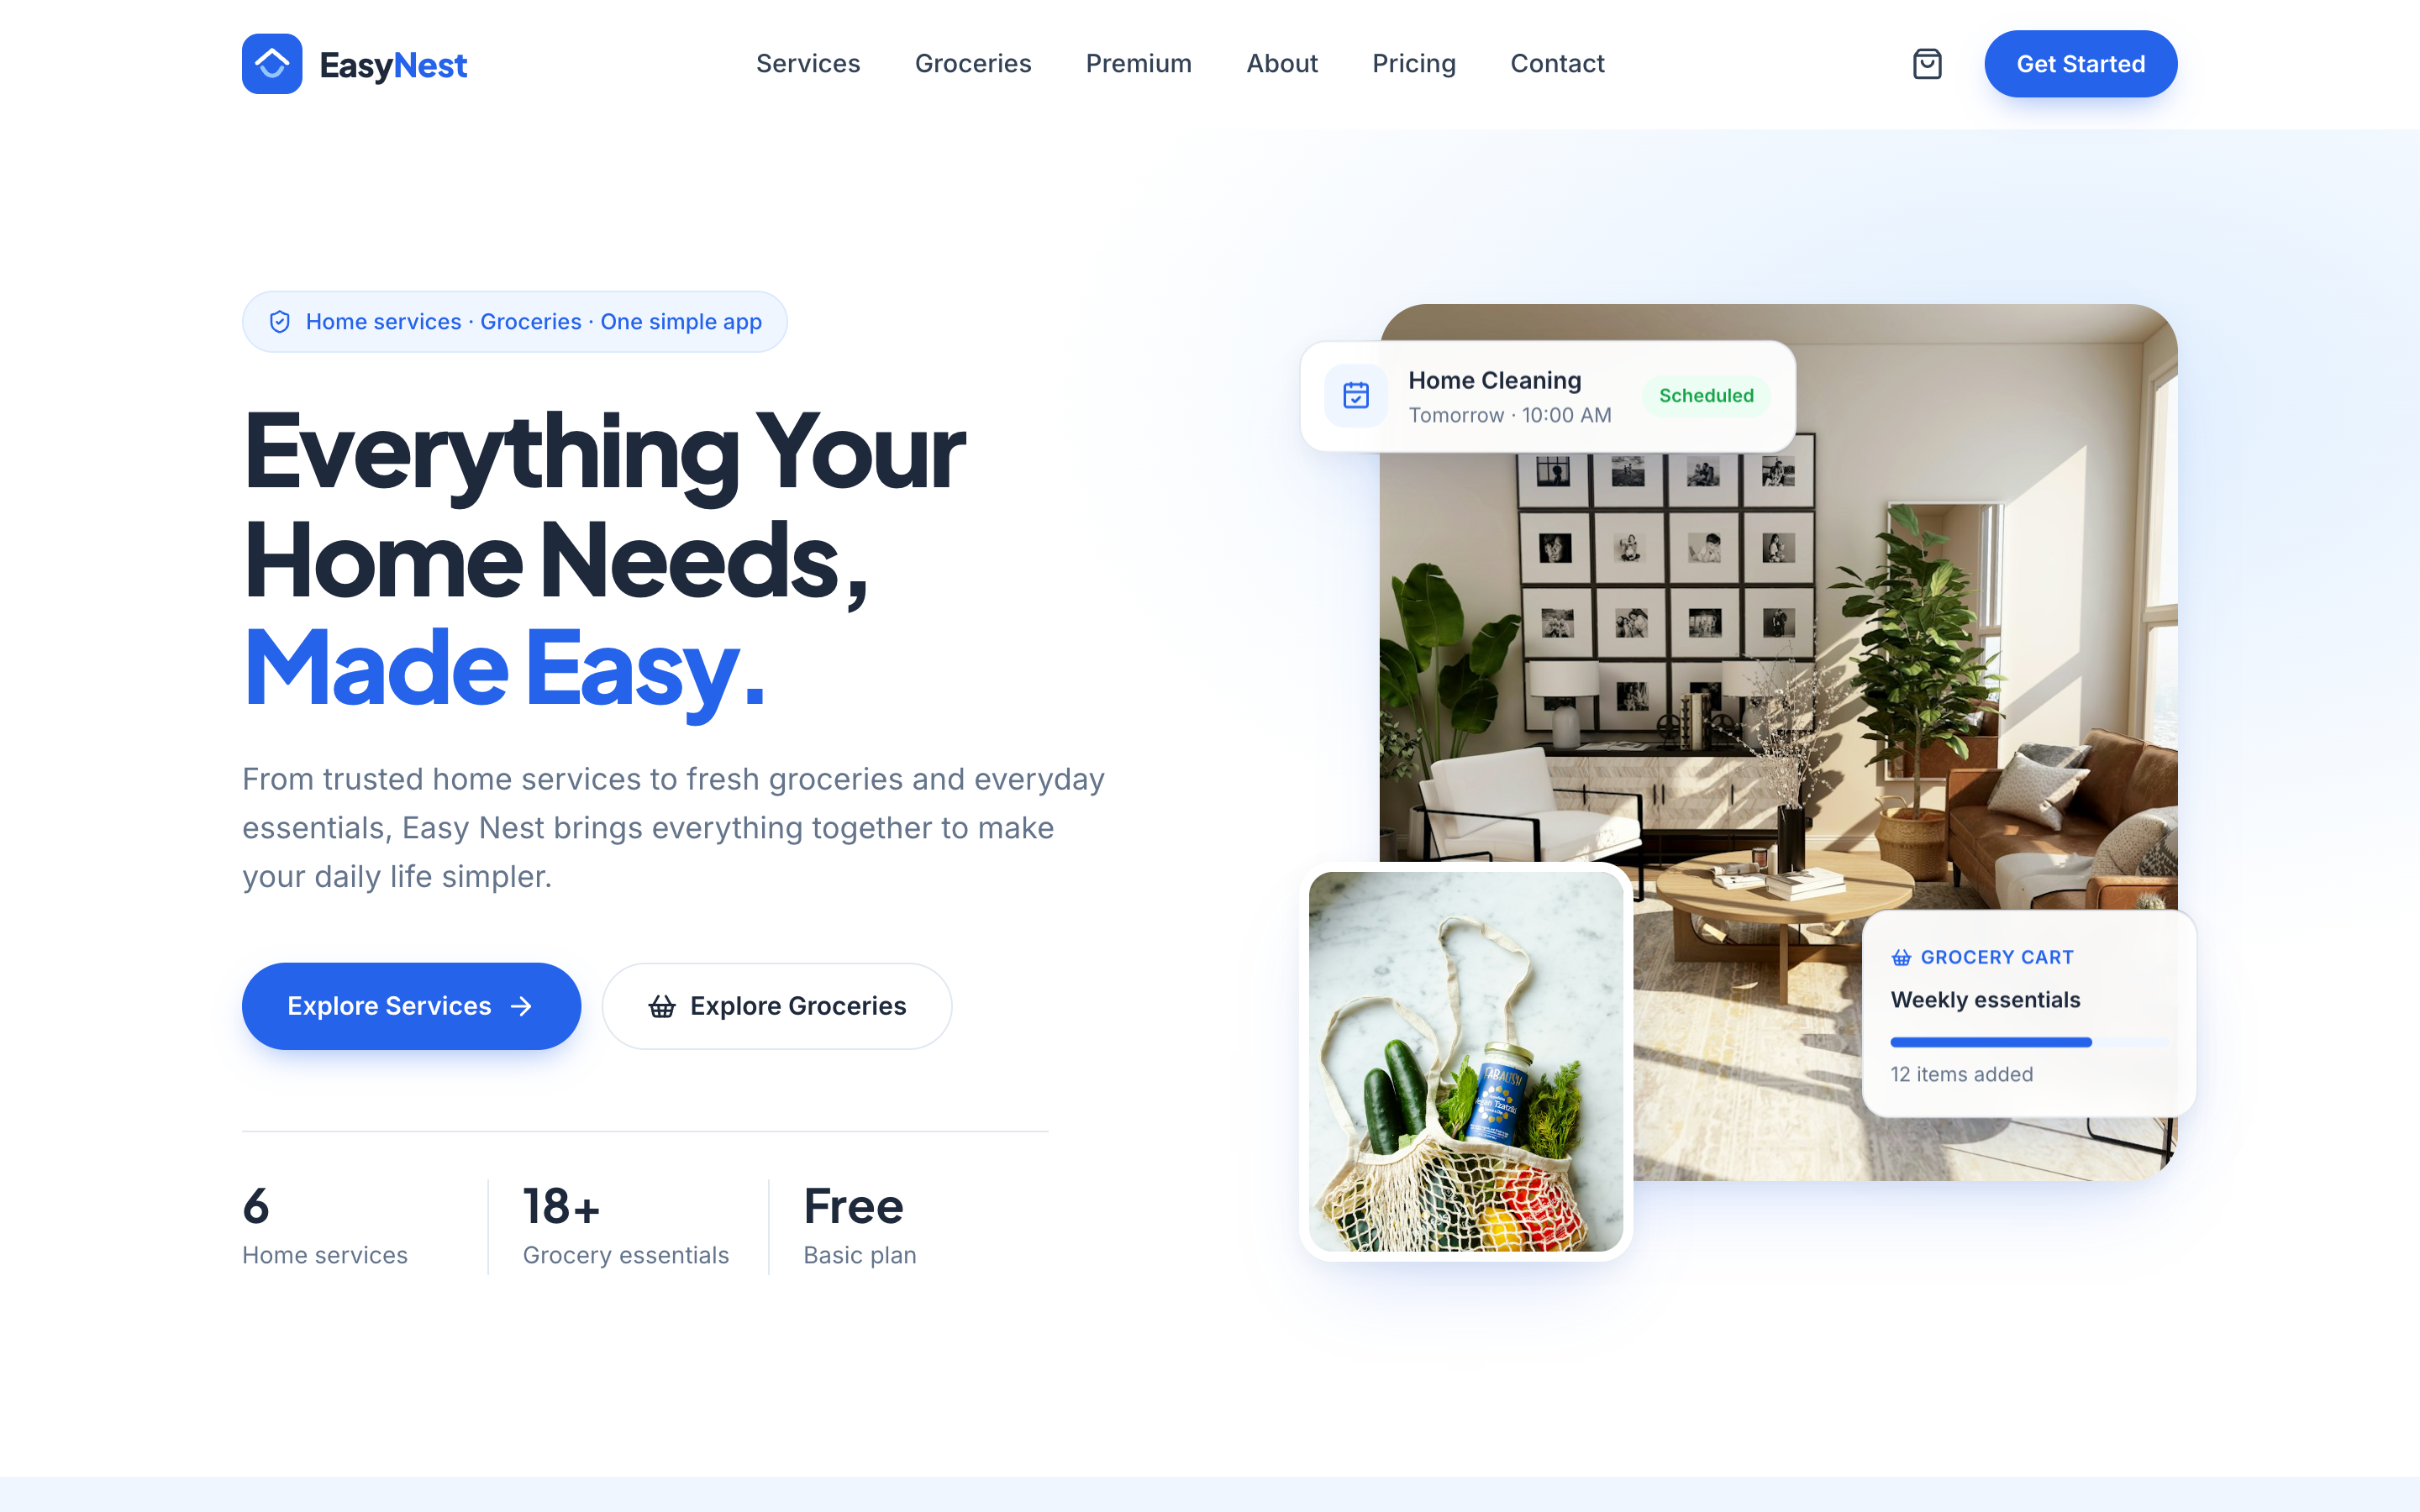 EasyNest
Services
Groceries
Premium
About
Pricing
Contact
Get Started
Home services · Groceries · One simple app
Everything Your
Home Needs,
Made Easy.
From trusted home services to fresh groceries and everyday
essentials, Easy Nest brings everything together to make
your daily life simpler.
Explore Services
Explore Groceries
6
Home services
18+
Grocery essentials
Free
Basic plan
Home Cleaning
Tomorrow · 10:00 AM
Scheduled
FABAUSH
Vegan Tzatziki
GROCERY CART
Weekly essentials
12 items added